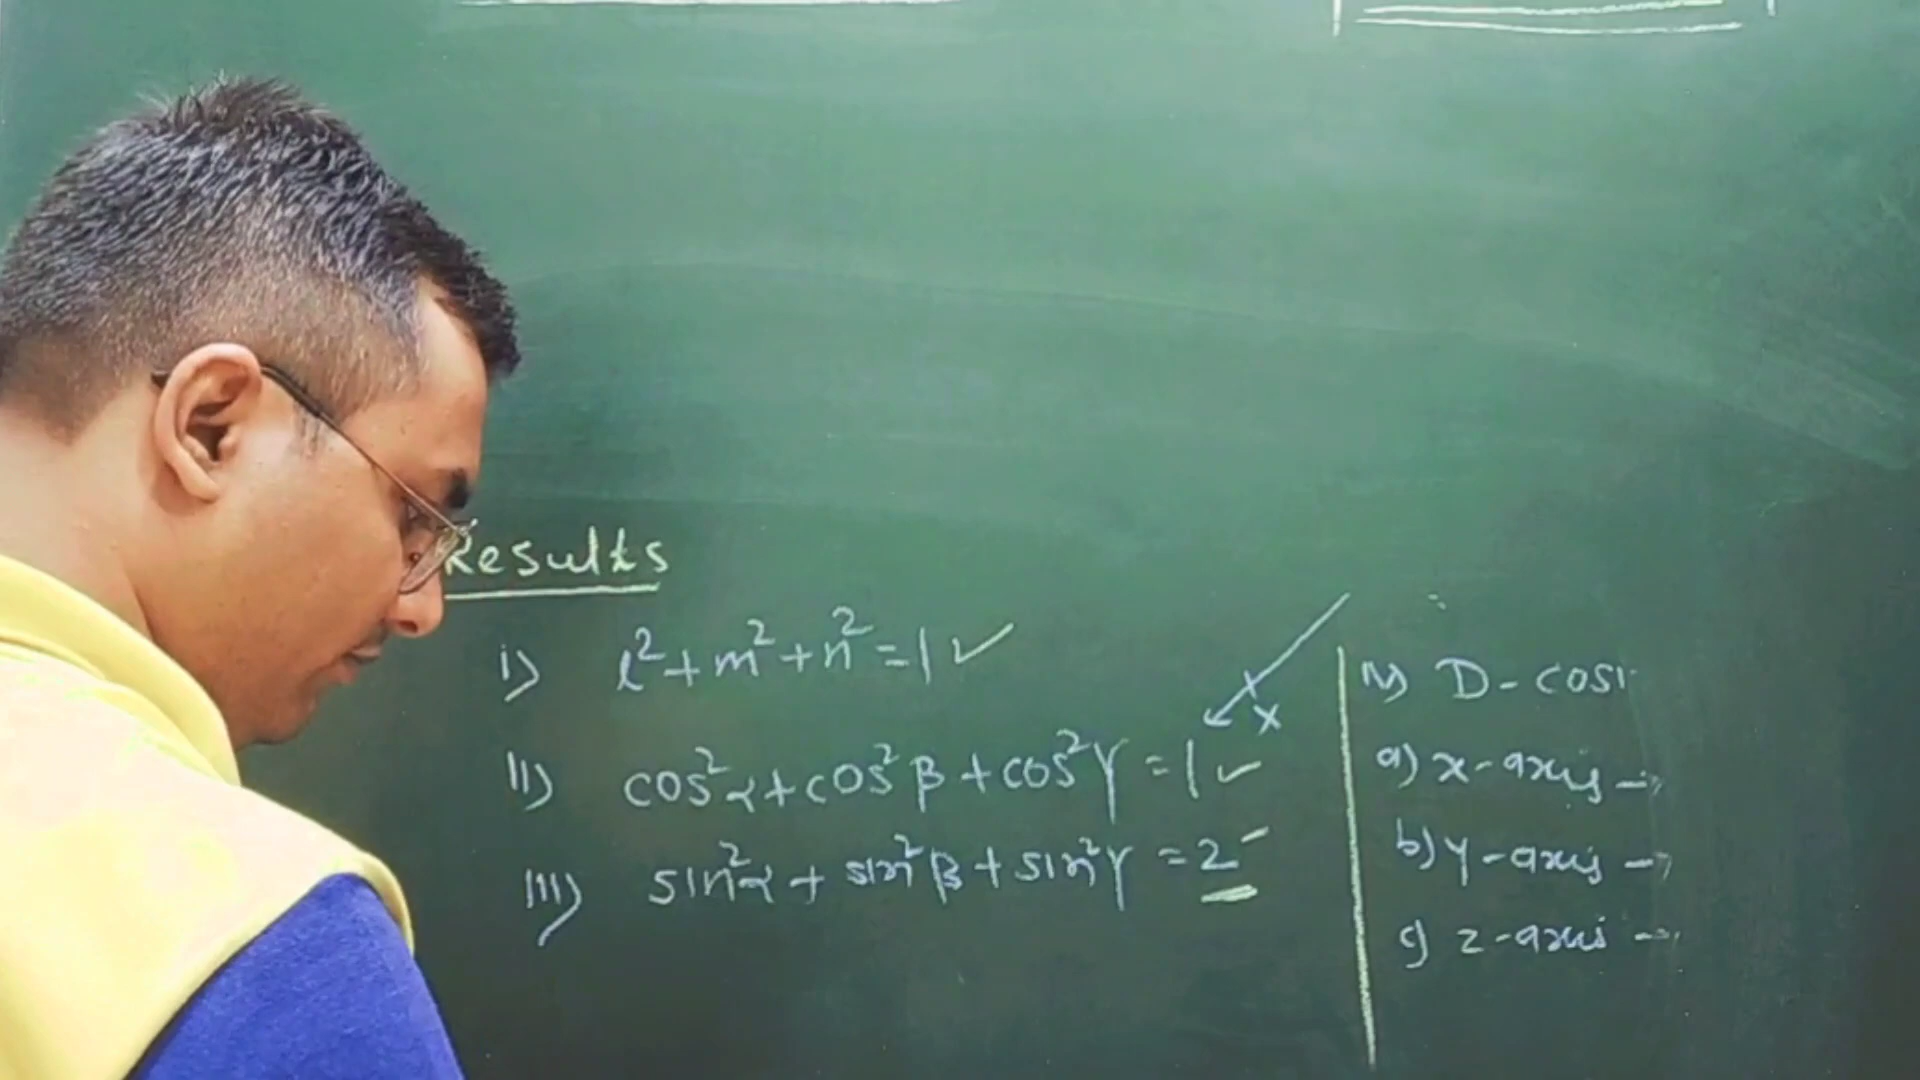 Results
i) l² + m² + n² = 1 ✓
ii) cos²α + cos²β + cos²γ = 1 ✓
iii) sin²α + sin²β + sin²γ = 2
iv) D - cosi
a) x-axis →
b) y-axis →
c) z-axis →